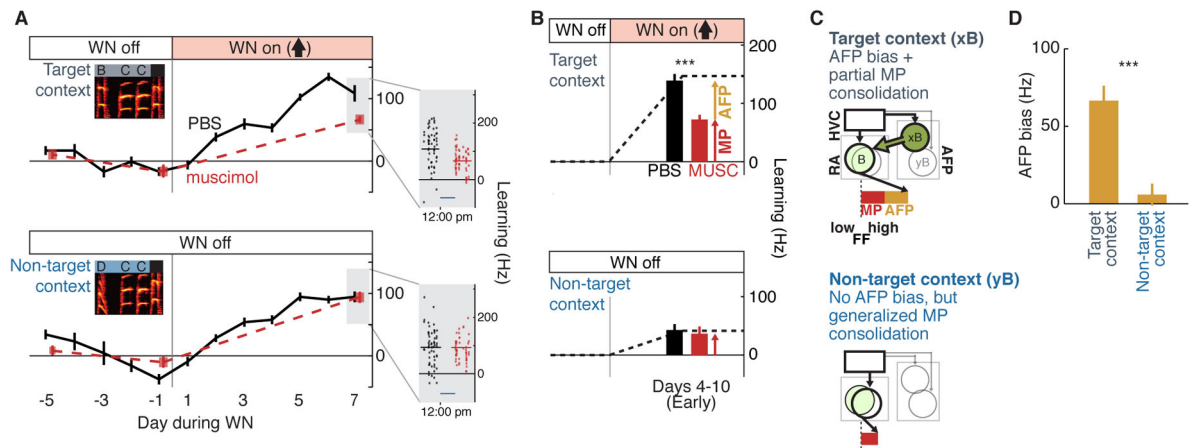 A
WN off
WN on (⬆)
Target
context
B C C
PBS
muscimol
100
0
200
100
0
12:00 pm
WN off
Non-target
context
D C C
100
0
200
100
0
12:00 pm
Learning (Hz)
-5 -3 -1 1 3 5 7
Day during WN
B
WN off
WN on (⬆)
Target
context
***
200
100
0
MP
AFP
PBS MUSC
Learning (Hz)
WN off
Non-target
context
100
0
Days 4-10
(Early)
C
Target context (xB)
AFP bias +
partial MP
consolidation
HVC
xB
B
yB
RA
AFP
MP AFP
low high
FF
Non-target context (yB)
No AFP bias, but
generalized MP
consolidation
D
100
50
0
AFP bias (Hz)
***
Target
context
Non-target
context